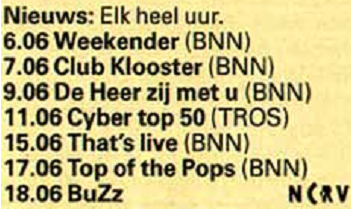 Nieuws: Elk heel uur.
6.06 Weekender (BNN)
7.06 Club Klooster (BNN)
9.06 De Heer zij met u (BNN)
11.06 Cyber top 50 (TROS)
15.06 That's live (BNN)
17.06 Top of the Pops (BNN)
18.06 BuZz NCRV